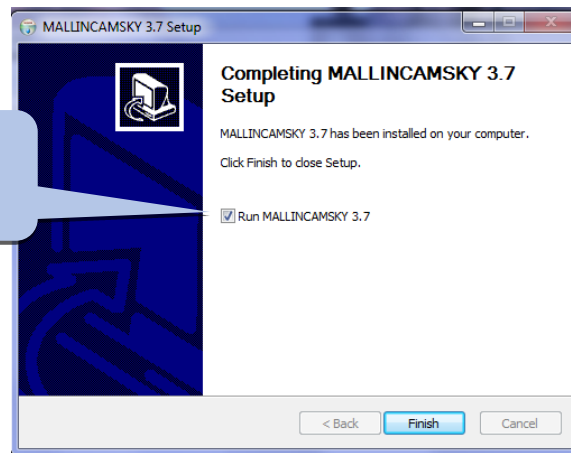 MALLINCAMSKY 3.7 Setup
Completing MALLINCAMSKY 3.7
Setup
MALLINCAMSKY 3.7 has been installed on your computer.
Click Finish to close Setup.
Run MALLINCAMSKY 3.7
< Back
Finish
Cancel